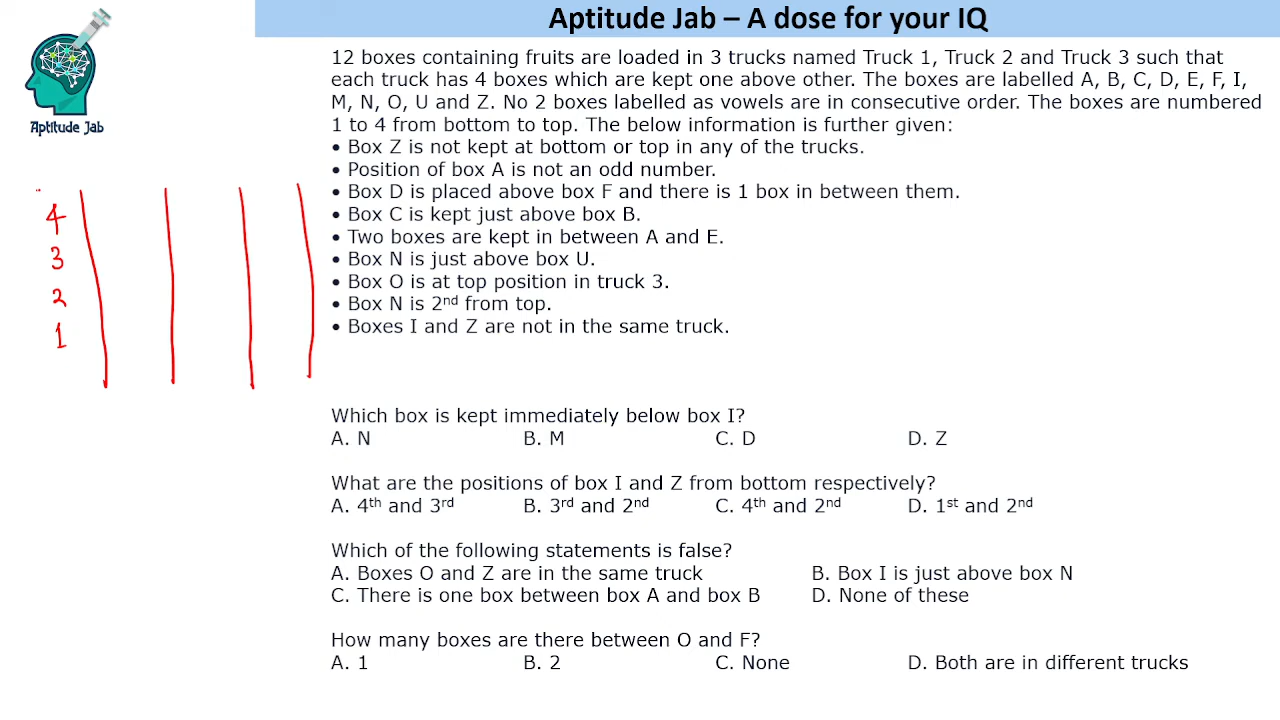 Aptitude Jab – A dose for your IQ
Aptitude Jab
12 boxes containing fruits are loaded in 3 trucks named Truck 1, Truck 2 and Truck 3 such that
each truck has 4 boxes which are kept one above other. The boxes are labelled A, B, C, D, E, F, I,
M, N, O, U and Z. No 2 boxes labelled as vowels are in consecutive order. The boxes are numbered
1 to 4 from bottom to top. The below information is further given:
• Box Z is not kept at bottom or top in any of the trucks.
• Position of box A is not an odd number.
• Box D is placed above box F and there is 1 box in between them.
• Box C is kept just above box B.
• Two boxes are kept in between A and E.
• Box N is just above box U.
• Box O is at top position in truck 3.
• Box N is 2nd from top.
• Boxes I and Z are not in the same truck.
4
3
2
1
Which box is kept immediately below box I?
A. N B. M C. D D. Z
What are the positions of box I and Z from bottom respectively?
A. 4th and 3rd B. 3rd and 2nd C. 4th and 2nd D. 1st and 2nd
Which of the following statements is false?
A. Boxes O and Z are in the same truck B. Box I is just above box N
C. There is one box between box A and box B D. None of these
How many boxes are there between O and F?
A. 1 B. 2 C. None D. Both are in different trucks